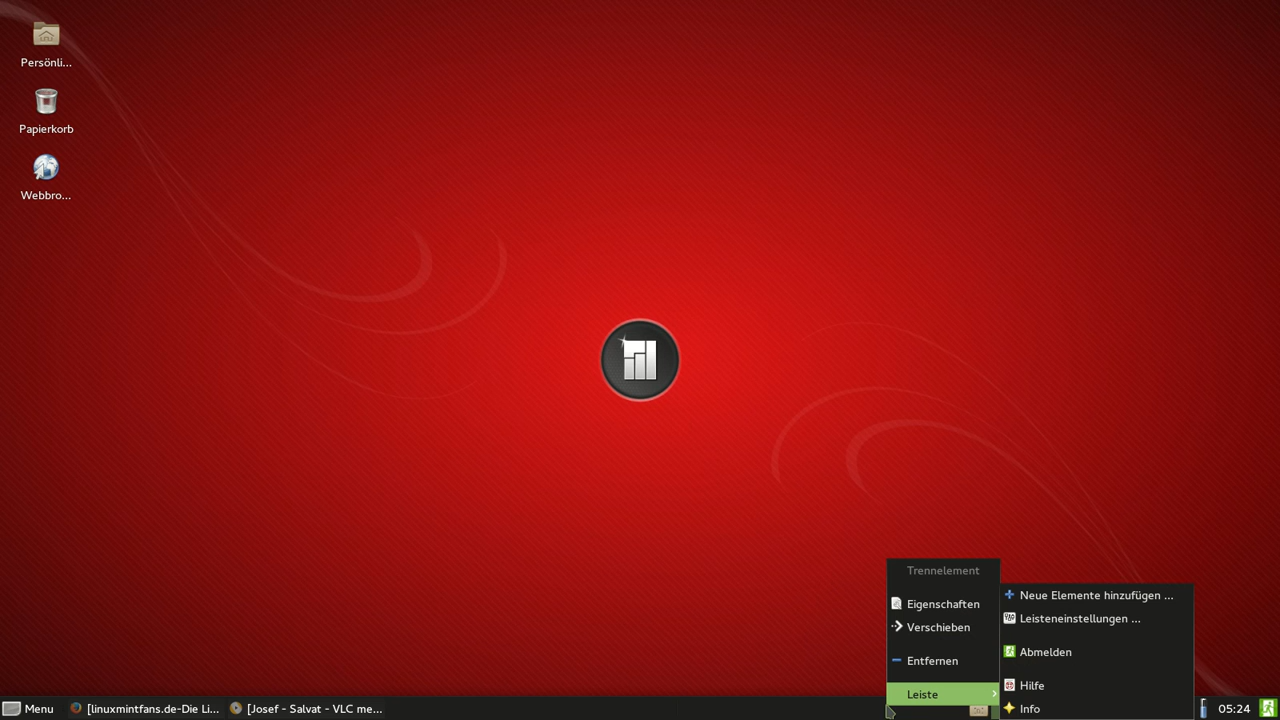 Persönli...
Papierkorb
Webbro...
Trennelement
Eigenschaften
Verschieben
Entfernen
Leiste
Neue Elemente hinzufügen ...
Leisteneinstellungen ...
Abmelden
Hilfe
Info
Menu
[linuxmintfans.de-Die Li...
[Josef - Salvat - VLC me...
05:24